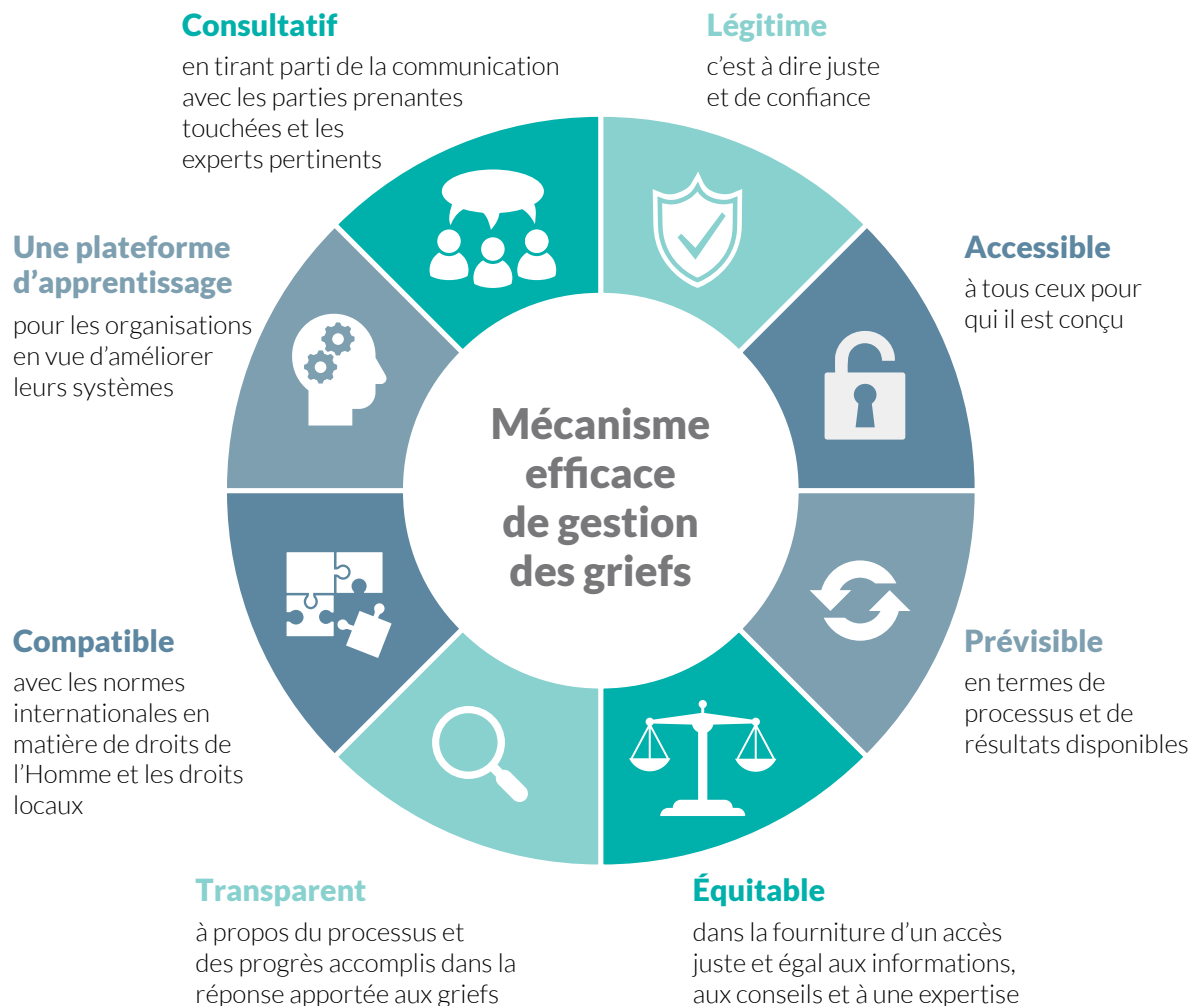 Consultatif
en tirant parti de la communication
avec les parties prenantes
touchées et les
experts pertinents
Légitime
c’est à dire juste
et de confiance
Accessible
à tous ceux pour
qui il est conçu
Prévisible
en termes de
processus et de
résultats disponibles
Équitable
dans la fourniture d’un accès
juste et égal aux informations,
aux conseils et à une expertise
Transparent
à propos du processus et
des progrès accomplis dans la
réponse apportée aux griefs
Compatible
avec les normes
internationales en
matière de droits de
l’Homme et les droits
locaux
Une plateforme
d’apprentissage
pour les organisations
en vue d’améliorer
leurs systèmes
Mécanisme
efficace
de gestion
des griefs